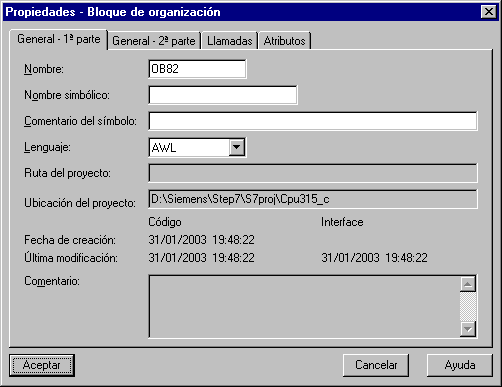 Propiedades - Bloque de organización
General - 1ª parte General - 2ª parte Llamadas Atributos
Nombre: OB82
Nombre simbólico:
Comentario del símbolo:
Lenguaje: AWL
Ruta del proyecto:
Ubicación del proyecto: D:\Siemens\Step7\S7proj\Cpu315_c
Código Interface
Fecha de creación: 31/01/2003 19:48:22
Última modificación: 31/01/2003 19:48:22 31/01/2003 19:48:22
Comentario:
Aceptar Cancelar Ayuda